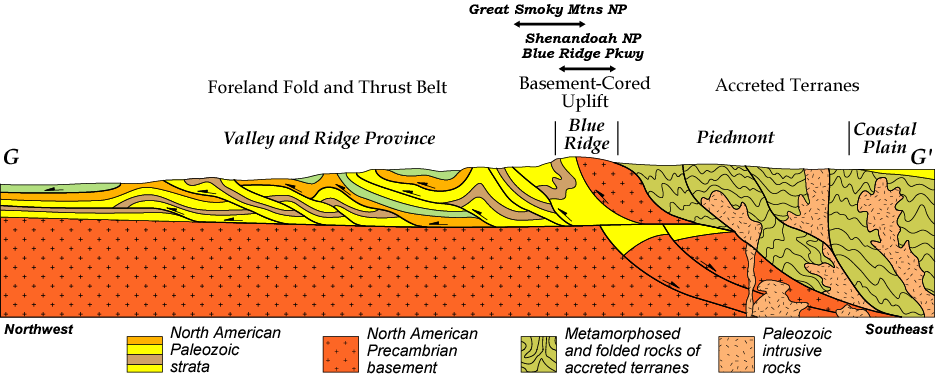 Great Smoky Mtns NP
Shenandoah NP
Blue Ridge Pkwy
Foreland Fold and Thrust Belt
Basement-Cored
Uplift
Accreted Terranes
Valley and Ridge Province
Blue
Ridge
Piedmont
Coastal
Plain
G
G'
Northwest
Southeast
North American
Paleozoic
strata
North American
Precambrian
basement
Metamorphosed
and folded rocks of
accreted terranes
Paleozoic
intrusive
rocks